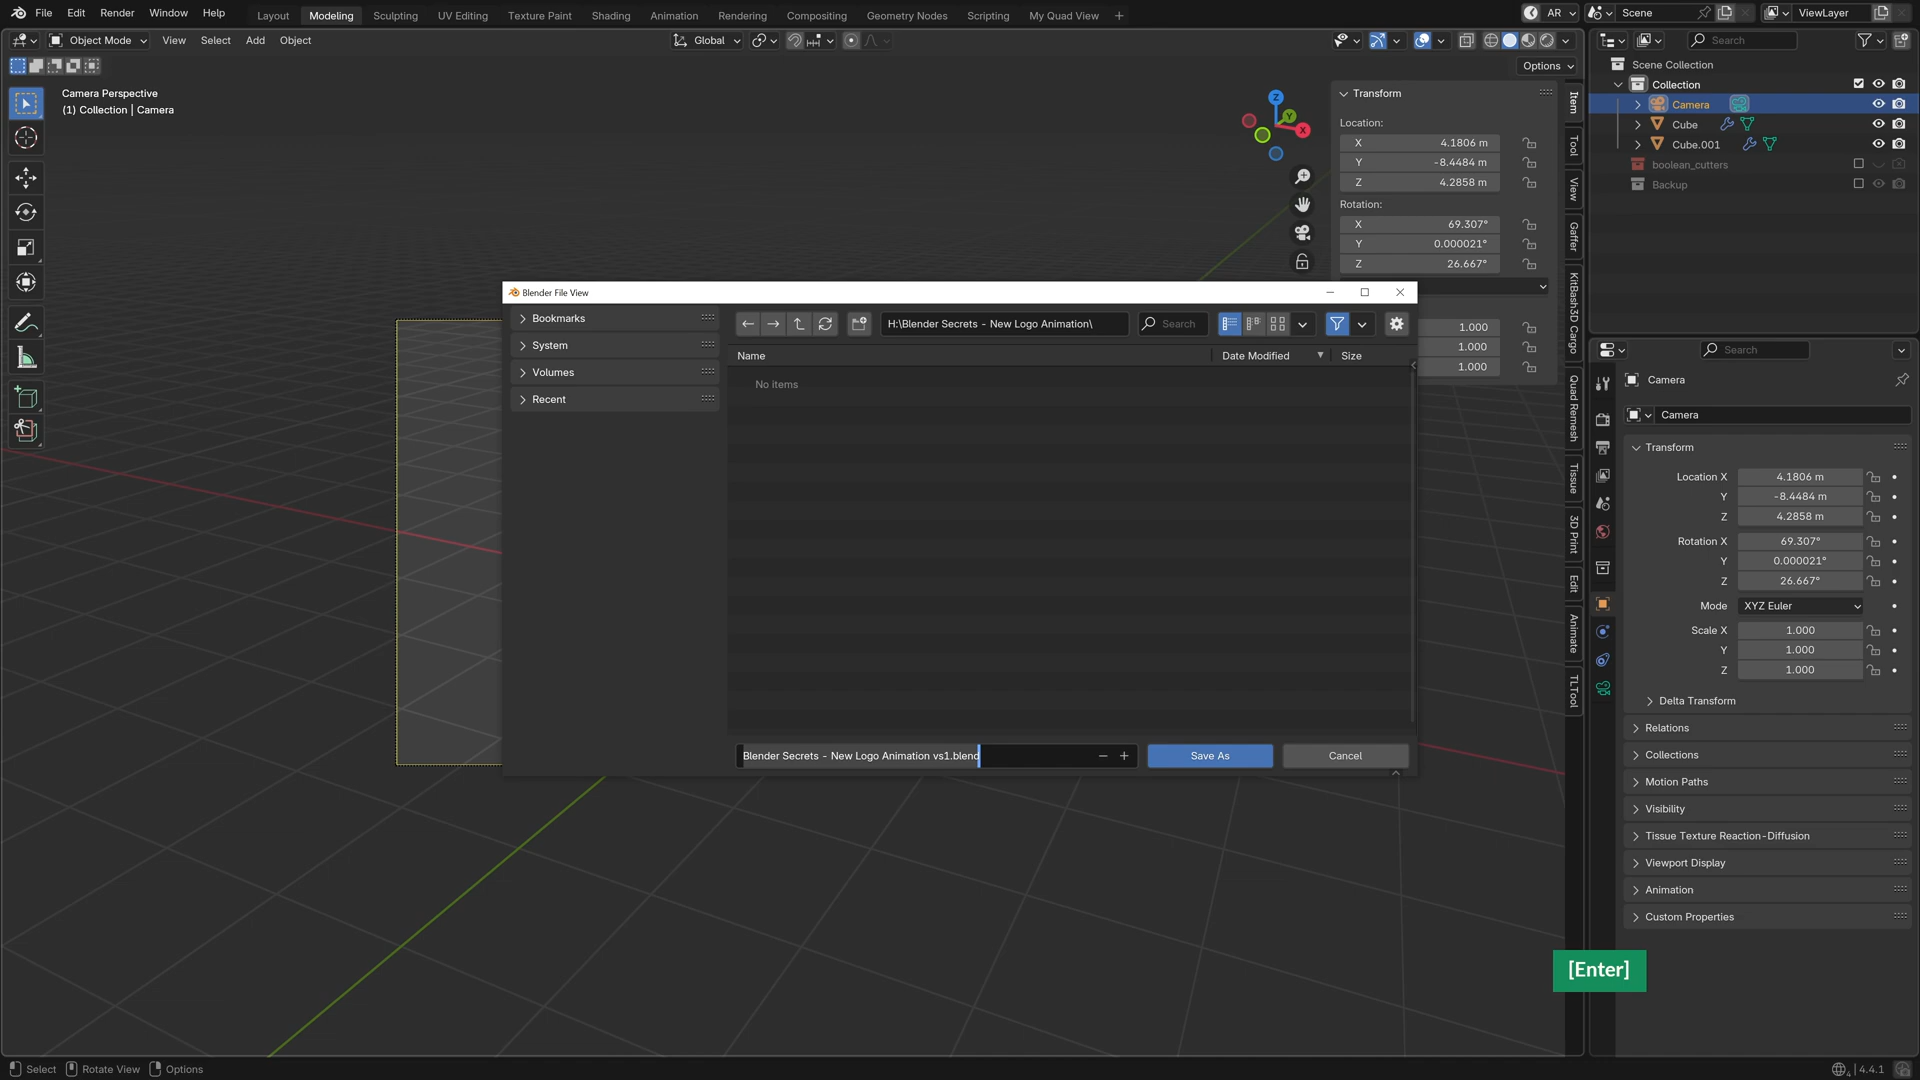 File Edit Render Window Help
Layout Modeling Sculpting UV Editing Texture Paint Shading Animation Rendering Compositing Geometry Nodes Scripting My Quad View +
AR Scene ViewLayer
Object Mode View Select Add Object
Global
Search
Options
Camera Perspective
(1) Collection | Camera
Z
Y
X
Transform
Location:
X 4.1806 m
Y -8.4484 m
Z 4.2858 m
Rotation:
X 69.307°
Y 0.000021°
Z 26.667°
1.000
1.000
1.000
Item
Tool
View
Gaffer
KitBash3D Cargo
Quad Remesh
Tissue
3D Print
Edit
Animate
TLTool
Scene Collection
Collection
Camera
Cube
Cube.001
boolean_cutters
Backup
Blender File View
Bookmarks
System
Volumes
Recent
H:\Blender Secrets - New Logo Animation\
Search
Name Date Modified Size
No items
Blender Secrets - New Logo Animation vs1.blend
Save As Cancel
Search
Camera
Camera
Transform
Location X 4.1806 m
Y -8.4484 m
Z 4.2858 m
Rotation X 69.307°
Y 0.000021°
Z 26.667°
Mode XYZ Euler
Scale X 1.000
Y 1.000
Z 1.000
Delta Transform
Relations
Collections
Motion Paths
Visibility
Tissue Texture Reaction-Diffusion
Viewport Display
Animation
Custom Properties
[Enter]
Select Rotate View Options
4.4.1